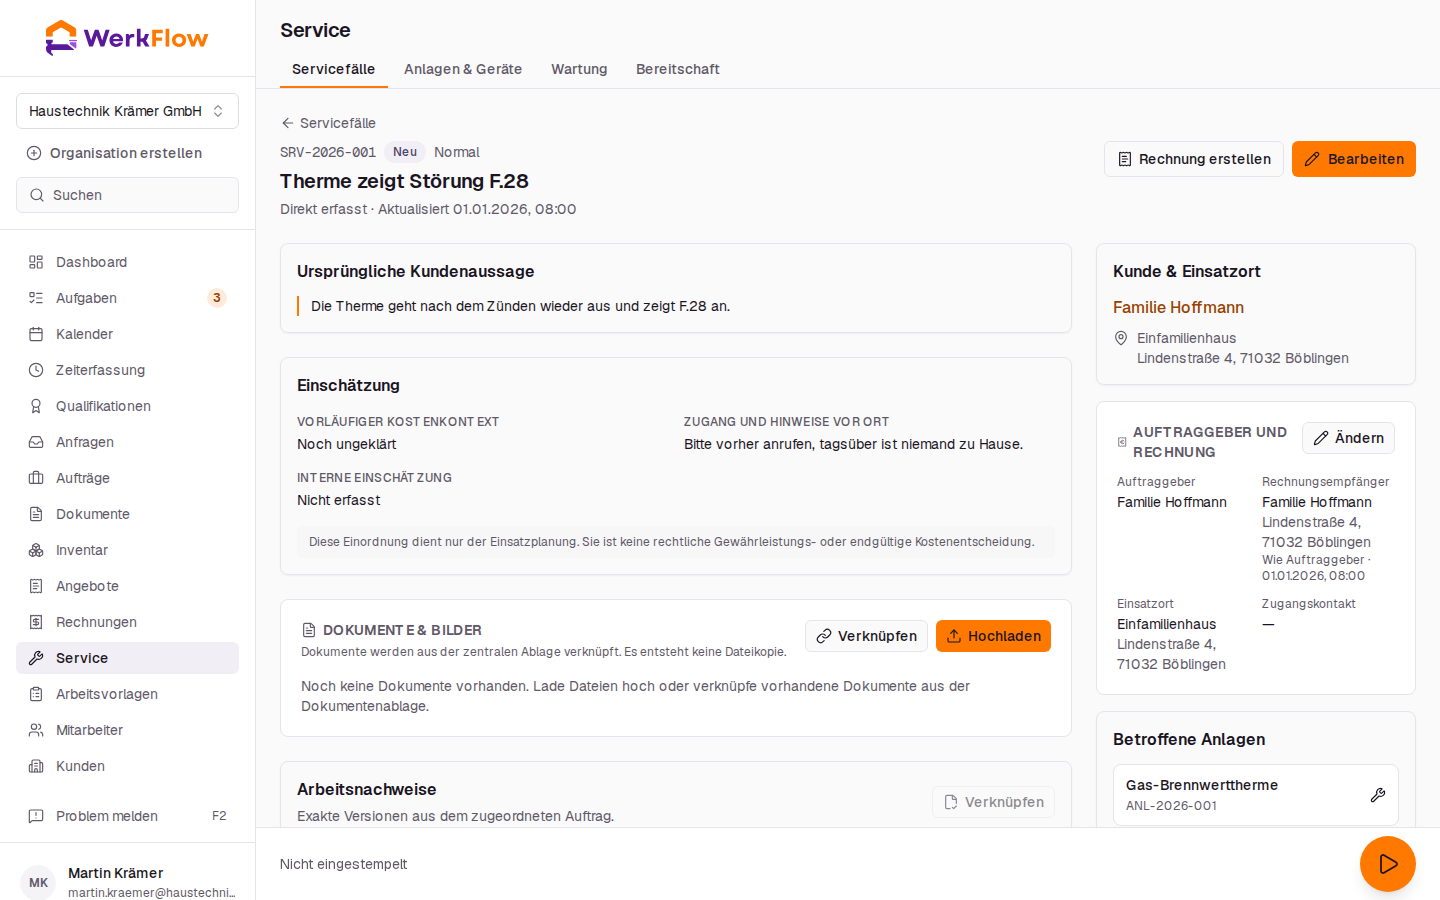 WerkFlow
Haustechnik Krämer GmbH
Organisation erstellen
Suchen
Dashboard
Aufgaben 3
Kalender
Zeiterfassung
Qualifikationen
Anfragen
Aufträge
Dokumente
Inventar
Angebote
Rechnungen
Service
Arbeitsvorlagen
Mitarbeiter
Kunden
Problem melden F2
MK
Martin Krämer
martin.kraemer@haustechni...
Service
Servicefälle Anlagen & Geräte Wartung Bereitschaft
Servicefälle
SRV-2026-001 Neu Normal
Therme zeigt Störung F.28
Direkt erfasst · Aktualisiert 01.01.2026, 08:00
Rechnung erstellen
Bearbeiten
Ursprüngliche Kundenaussage
Die Therme geht nach dem Zünden wieder aus und zeigt F.28 an.
Einschätzung
VORLÄUFIGER KOSTENKONTEXT
Noch ungeklärt
ZUGANG UND HINWEISE VOR ORT
Bitte vorher anrufen, tagsüber ist niemand zu Hause.
INTERNE EINSCHÄTZUNG
Nicht erfasst
Diese Einordnung dient nur der Einsatzplanung. Sie ist keine rechtliche Gewährleistungs- oder endgültige Kostenentscheidung.
DOKUMENTE & BILDER
Dokumente werden aus der zentralen Ablage verknüpft. Es entsteht keine Dateikopie.
Verknüpfen
Hochladen
Noch keine Dokumente vorhanden. Lade Dateien hoch oder verknüpfe vorhandene Dokumente aus der
Dokumentenablage.
Arbeitsnachweise
Exakte Versionen aus dem zugeordneten Auftrag.
Verknüpfen
Kunde & Einsatzort
Familie Hoffmann
Einfamilienhaus
Lindenstraße 4, 71032 Böblingen
AUFTRAGGEBER UND
RECHNUNG
Ändern
Auftraggeber
Familie Hoffmann
Rechnungsempfänger
Familie Hoffmann
Lindenstraße 4,
71032 Böblingen
Wie Auftraggeber ·
01.01.2026, 08:00
Einsatzort
Einfamilienhaus
Lindenstraße 4,
71032 Böblingen
Zugangskontakt
—
Betroffene Anlagen
Gas-Brennwerttherme
ANL-2026-001
Nicht eingestempelt